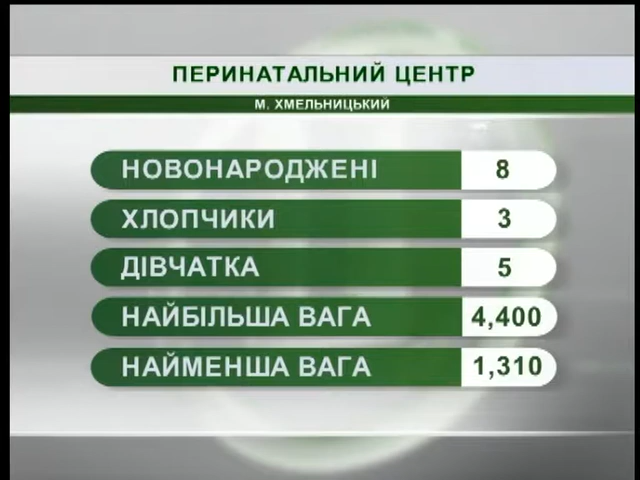 ПЕРИНАТАЛЬНИЙ ЦЕНТР
М. ХМЕЛЬНИЦЬКИЙ
НОВОНАРОДЖЕНІ 8
ХЛОПЧИКИ 3
ДІВЧАТКА 5
НАЙБІЛЬША ВАГА 4,400
НАЙМЕНША ВАГА 1,310